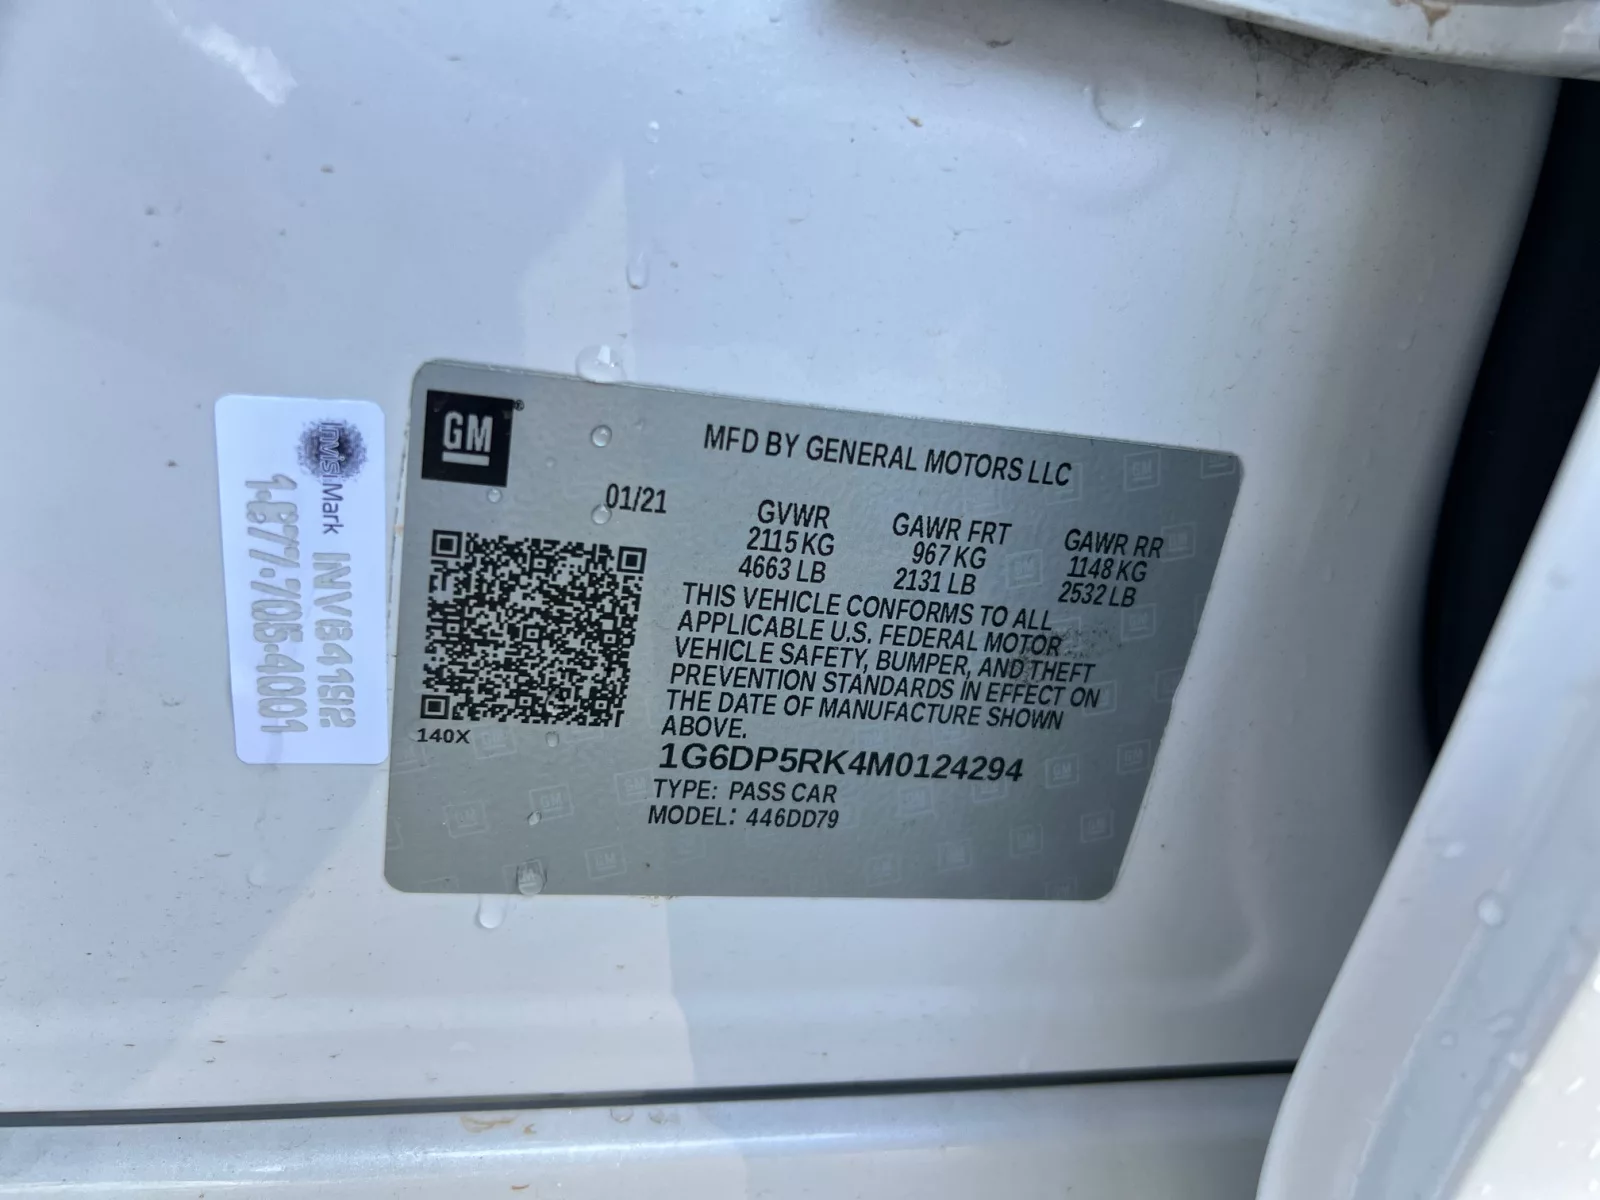 GM
MFD BY GENERAL MOTORS LLC
01/21
GVWR
2115 KG
4663 LB
GAWR FRT
967 KG
2131 LB
GAWR RR
1148 KG
2532 LB
THIS VEHICLE CONFORMS TO ALL
APPLICABLE U.S. FEDERAL MOTOR
VEHICLE SAFETY, BUMPER, AND THEFT
PREVENTION STANDARDS IN EFFECT ON
THE DATE OF MANUFACTURE SHOWN
ABOVE.
140X
1G6DP5RK4M0124294
TYPE: PASS CAR
MODEL: 446DD79
InvisiMark
INV641192
1-877-705-4001